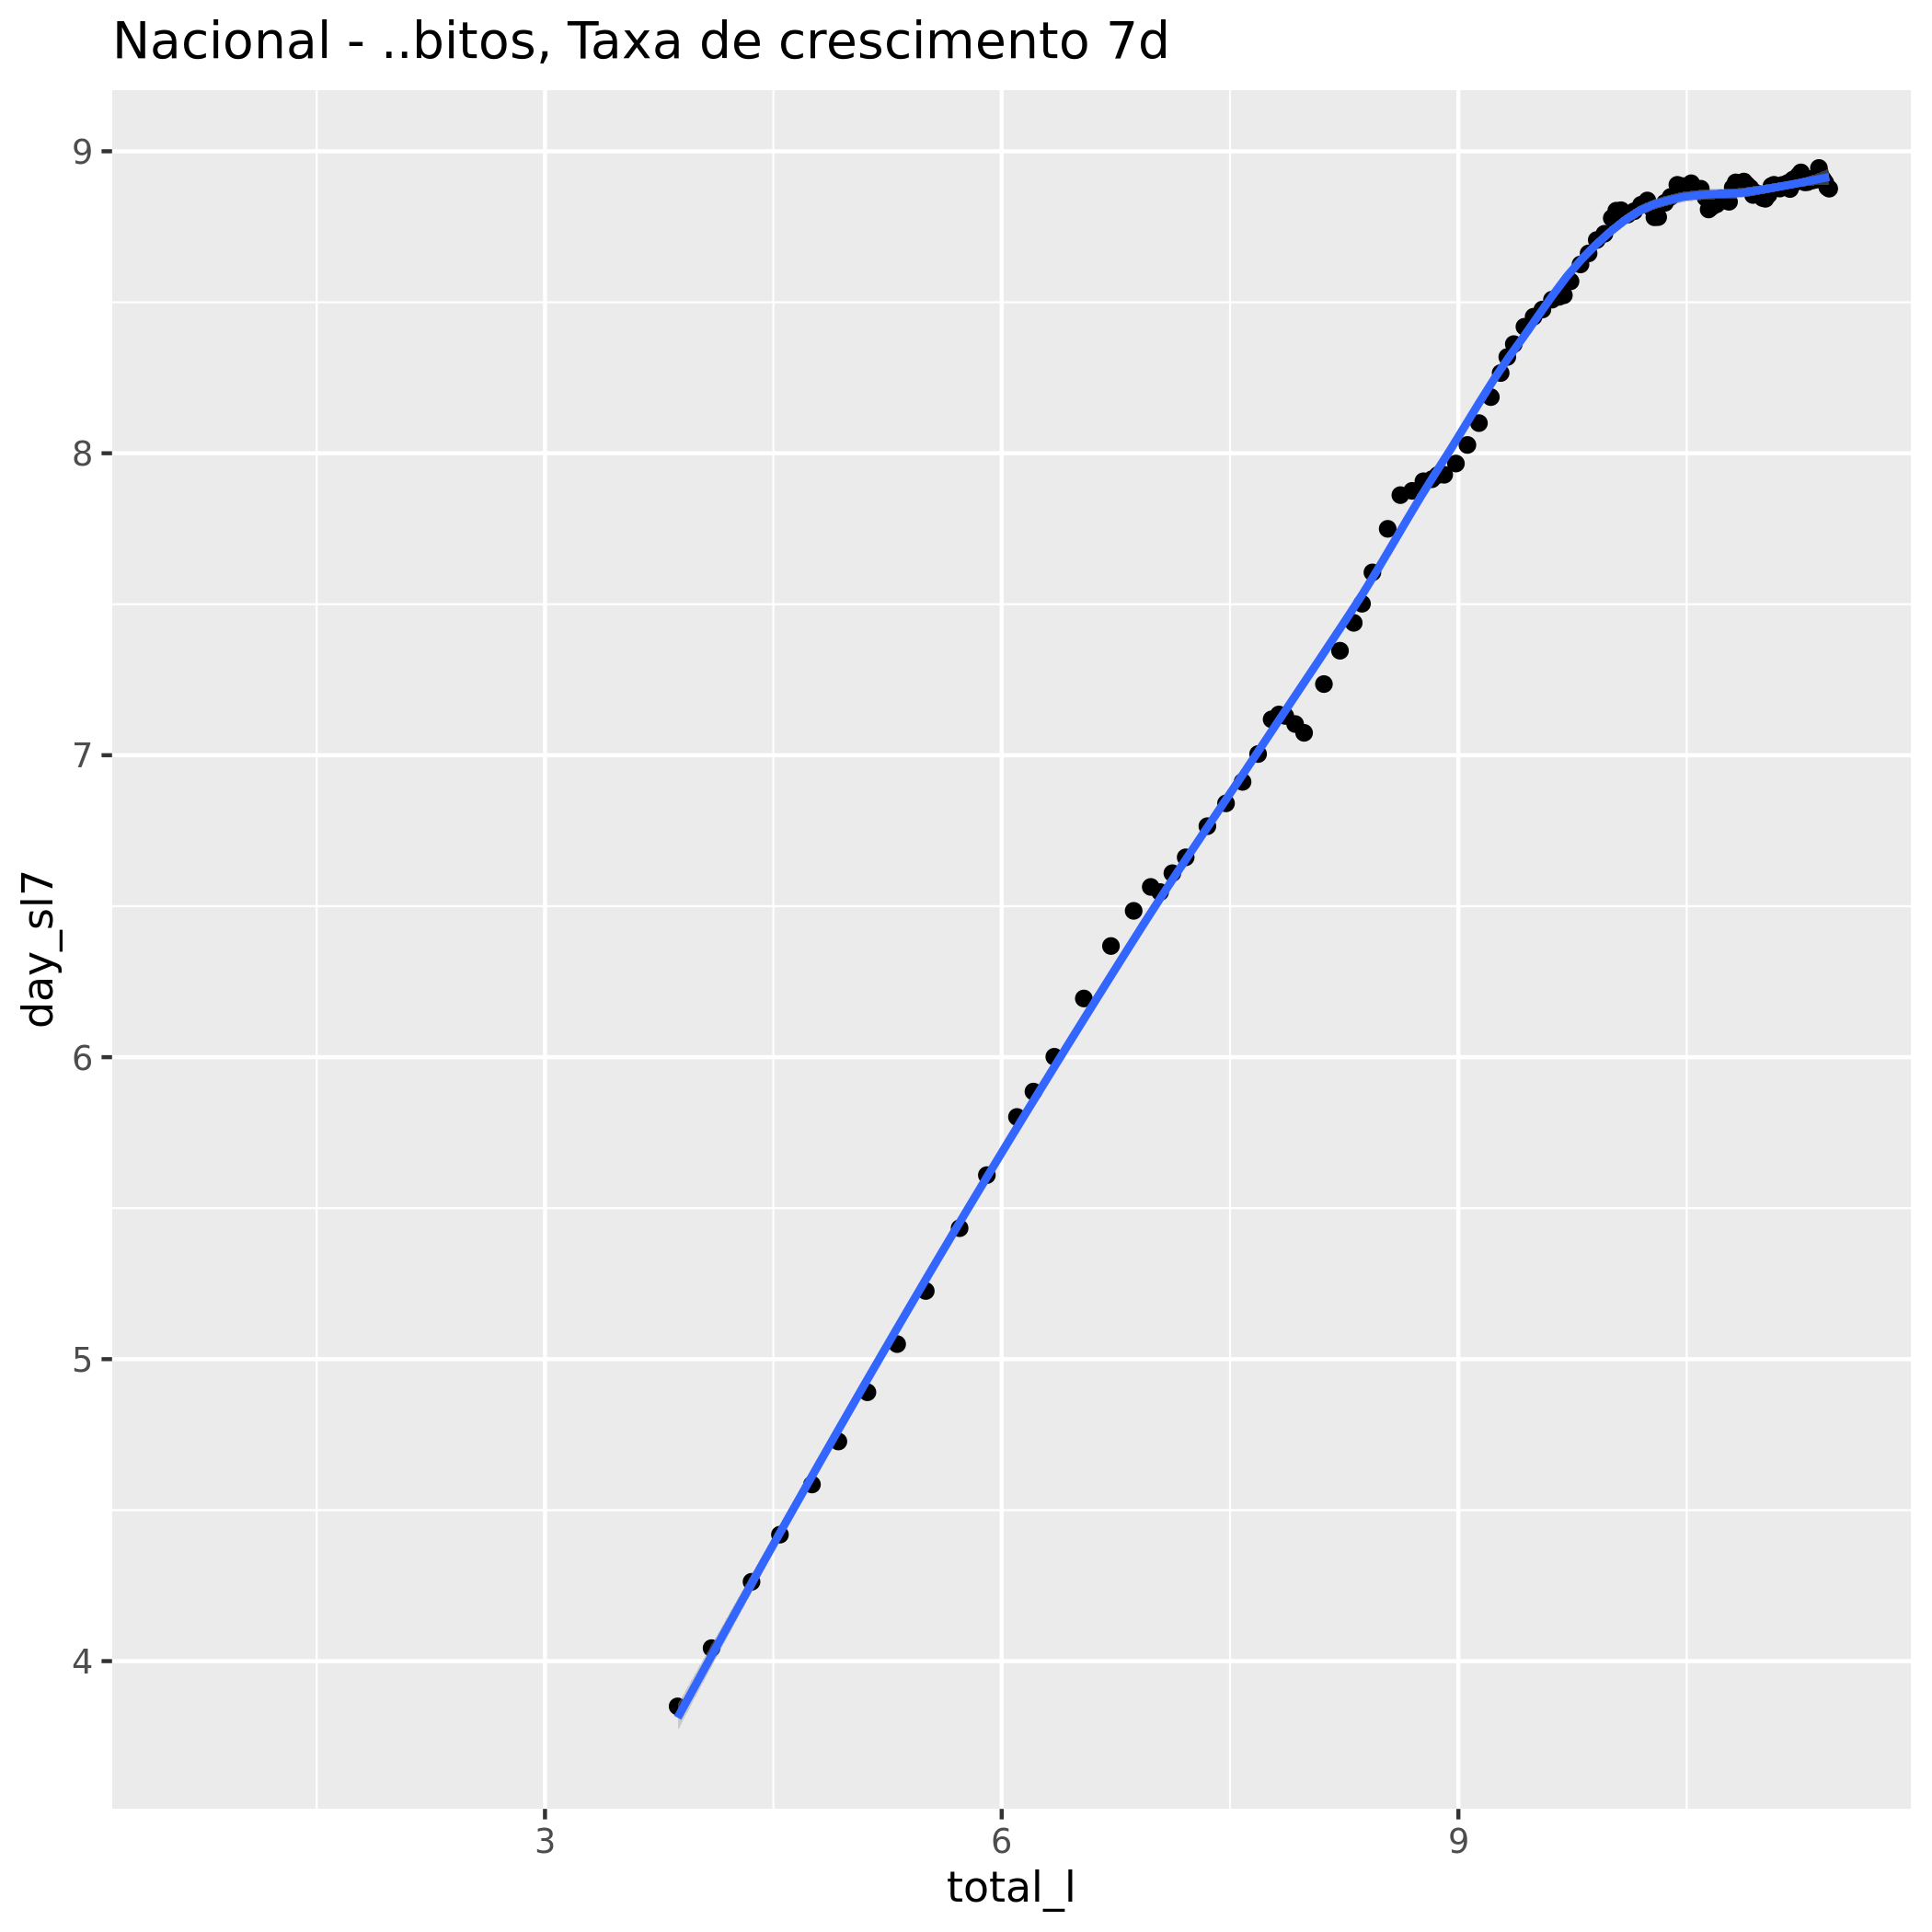 Nacional - ..bitos, Taxa de crescimento 7d
9
8
7
6
5
4
day_sl7
3 6 9
total_l